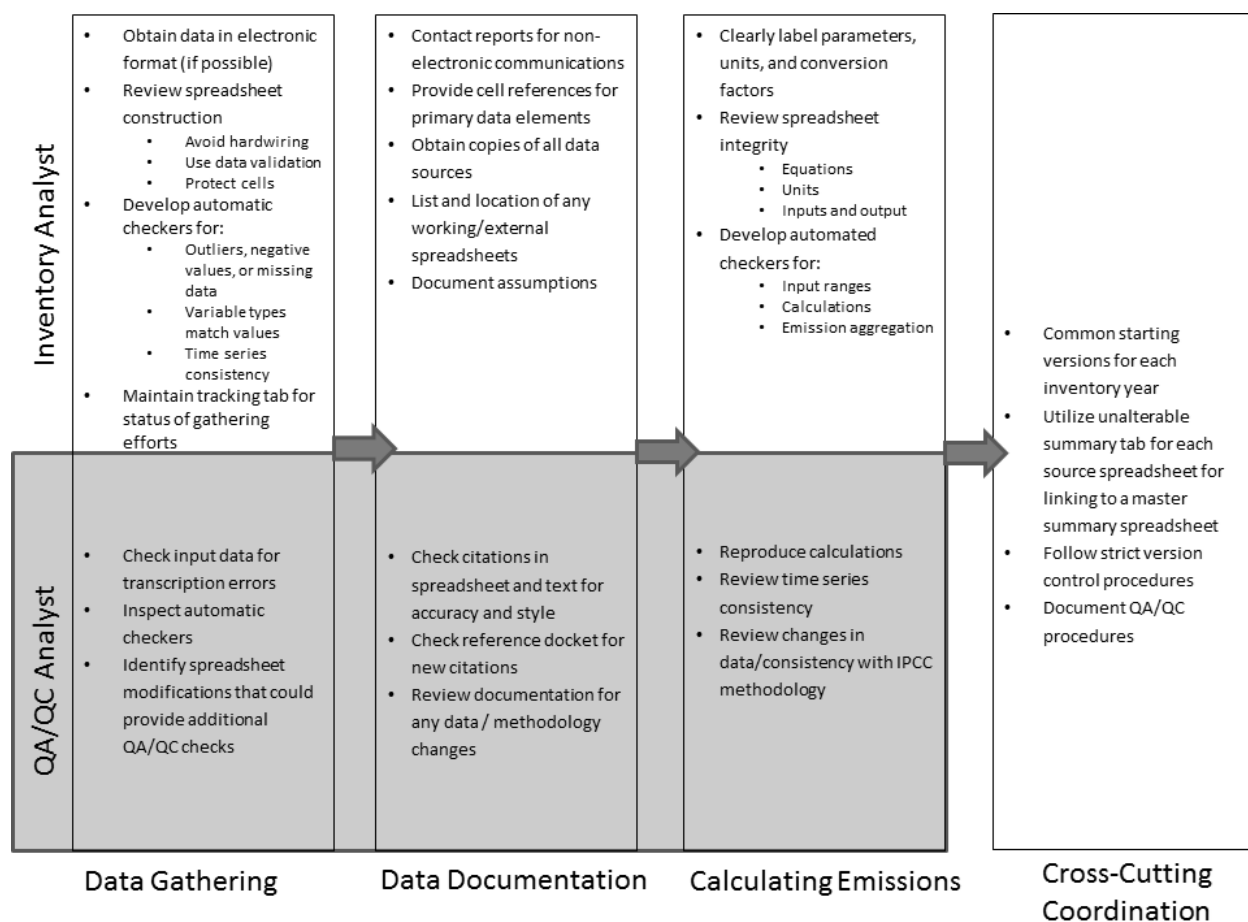 Inventory Analyst
• Obtain data in electronic
format (if possible)
• Review spreadsheet
construction
• Avoid hardwiring
• Use data validation
• Protect cells
• Develop automatic
checkers for:
• Outliers, negative
values, or missing
data
• Variable types
match values
• Time series
consistency
• Maintain tracking tab for
status of gathering
efforts
• Contact reports for non-
electronic communications
• Provide cell references for
primary data elements
• Obtain copies of all data
sources
• List and location of any
working/external
spreadsheets
• Document assumptions
• Clearly label parameters,
units, and conversion
factors
• Review spreadsheet
integrity
• Equations
• Units
• Inputs and output
• Develop automated
checkers for:
• Input ranges
• Calculations
• Emission aggregation
QA/QC Analyst
• Check input data for
transcription errors
• Inspect automatic
checkers
• Identify spreadsheet
modifications that could
provide additional
QA/QC checks
• Check citations in
spreadsheet and text for
accuracy and style
• Check reference docket for
new citations
• Review documentation for
any data / methodology
changes
• Reproduce calculations
• Review time series
consistency
• Review changes in
data/consistency with IPCC
methodology
• Common starting
versions for each
inventory year
• Utilize unalterable
summary tab for each
source spreadsheet for
linking to a master
summary spreadsheet
• Follow strict version
control procedures
• Document QA/QC
procedures
Data Gathering
Data Documentation
Calculating Emissions
Cross-Cutting
Coordination